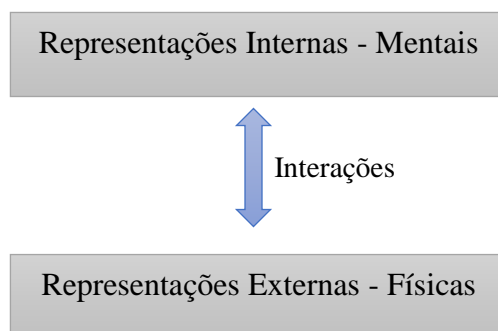 Representações Internas - Mentais
Interações
Representações Externas - Físicas